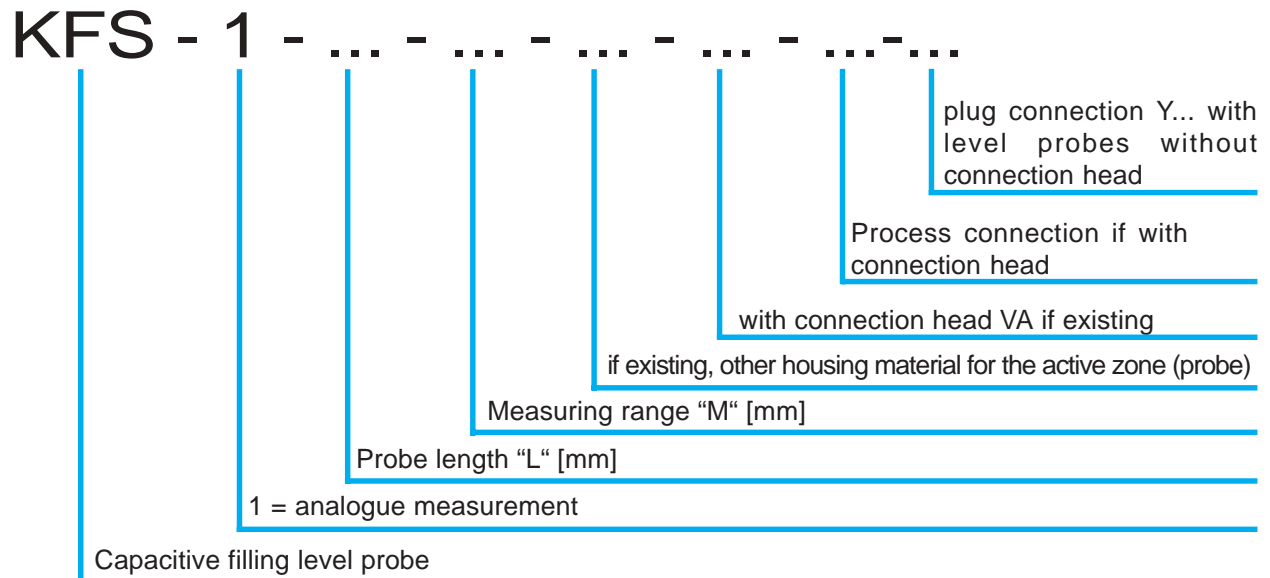 KFS - 1 - ... - ... - ... - ... - ...-...
plug connection Y... with
level probes without
connection head
Process connection if with
connection head
with connection head VA if existing
if existing, other housing material for the active zone (probe)
Measuring range “M“ [mm]
Probe length “L“ [mm]
1 = analogue measurement
Capacitive filling level probe